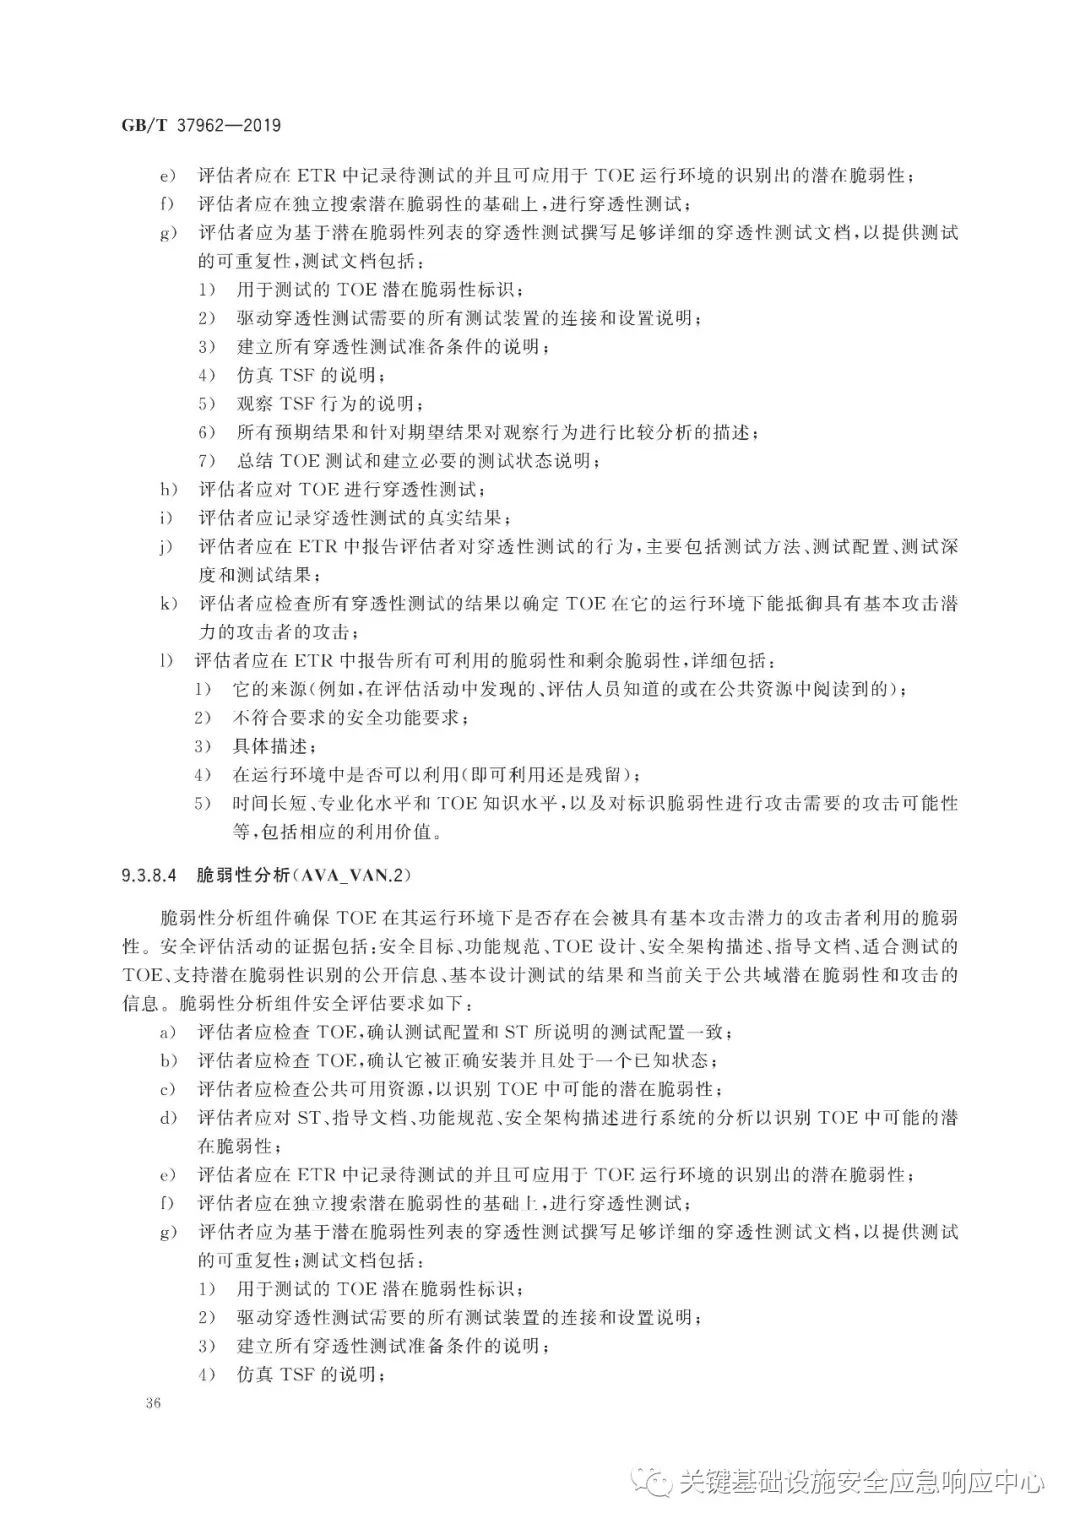 GB/T 37962—2019
e) 评估者应在 ETR 中记录待测试的并且可应用于 TOE 运行环境的识别出的潜在脆弱性;
f) 评估者应在独立搜索潜在脆弱性的基础上,进行穿透性测试;
g) 评估者应为基于潜在脆弱性列表的穿透性测试撰写足够详细的穿透性测试文档,以提供测试
的可重复性,测试文档包括:
1) 用于测试的 TOE 潜在脆弱性标识;
2) 驱动穿透性测试需要的所有测试装置的连接和设置说明;
3) 建立所有穿透性测试准备条件的说明;
4) 仿真 TSF 的说明;
5) 观察 TSF 行为的说明;
6) 所有预期结果和针对期望结果对观察行为进行比较分析的描述;
7) 总结 TOE 测试和建立必要的测试状态说明;
h) 评估者应对 TOE 进行穿透性测试;
i) 评估者应记录穿透性测试的真实结果;
j) 评估者应在 ETR 中报告评估者对穿透性测试的行为,主要包括测试方法、测试配置、测试深
度和测试结果;
k) 评估者应检查所有穿透性测试的结果以确定 TOE 在它的运行环境下能抵御具有基本攻击潜
力的攻击者的攻击;
l) 评估者应在 ETR 中报告所有可利用的脆弱性和剩余脆弱性,详细包括:
1) 它的来源(例如,在评估活动中发现的、评估人员知道的或在公共资源中阅读到的);
2) 不符合要求的安全功能要求;
3) 具体描述;
4) 在运行环境中是否可以利用(即可利用还是残留);
5) 时间长短、专业化水平和 TOE 知识水平,以及对标识脆弱性进行攻击需要的攻击可能性
等,包括相应的利用价值。
9.3.8.4 脆弱性分析(AVA_VAN.2)
脆弱性分析组件确保 TOE 在其运行环境下是否存在会被具有基本攻击潜力的攻击者利用的脆弱
性。安全评估活动的证据包括:安全目标、功能规范、TOE 设计、安全架构描述、指导文档、适合测试的
TOE、支持潜在脆弱性识别的公开信息、基本设计测试的结果和当前关于公共域潜在脆弱性和攻击的
信息。脆弱性分析组件安全评估要求如下:
a) 评估者应检查 TOE,确认测试配置和 ST 所说明的测试配置一致;
b) 评估者应检查 TOE,确认它被正确安装并且处于一个已知状态;
c) 评估者应检查公共可用资源,以识别 TOE 中可能的潜在脆弱性;
d) 评估者应对 ST、指导文档、功能规范、安全架构描述进行系统的分析以识别 TOE 中可能的潜
在脆弱性;
e) 评估者应在 ETR 中记录待测试的并且可应用于 TOE 运行环境的识别出的潜在脆弱性;
f) 评估者应在独立搜索潜在脆弱性的基础上,进行穿透性测试;
g) 评估者应为基于潜在脆弱性列表的穿透性测试撰写足够详细的穿透性测试文档,以提供测试
的可重复性;测试文档包括:
1) 用于测试的 TOE 潜在脆弱性标识;
2) 驱动穿透性测试需要的所有测试装置的连接和设置说明;
3) 建立所有穿透性测试准备条件的说明;
4) 仿真 TSF 的说明;
36
关键基础设施安全应急响应中心